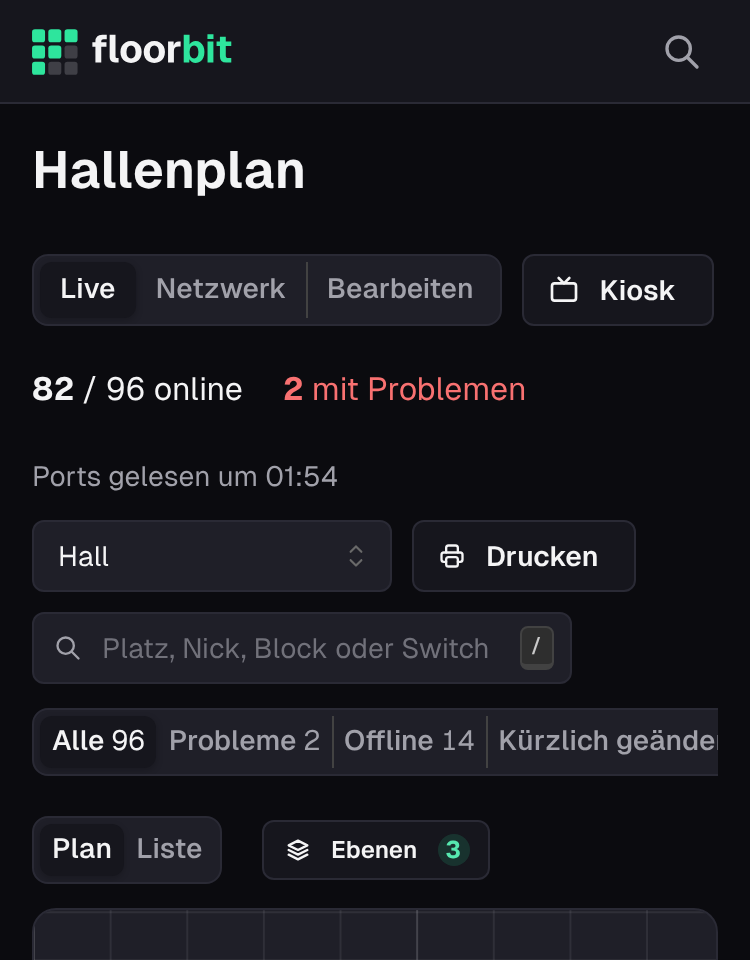 floorbit
Hallenplan
Live Netzwerk Bearbeiten Kiosk
82 / 96 online 2 mit Problemen
Ports gelesen um 01:54
Hall Drucken
Platz, Nick, Block oder Switch /
Alle 96 Probleme 2 Offline 14 Kürzlich geänder
Plan Liste Ebenen 3